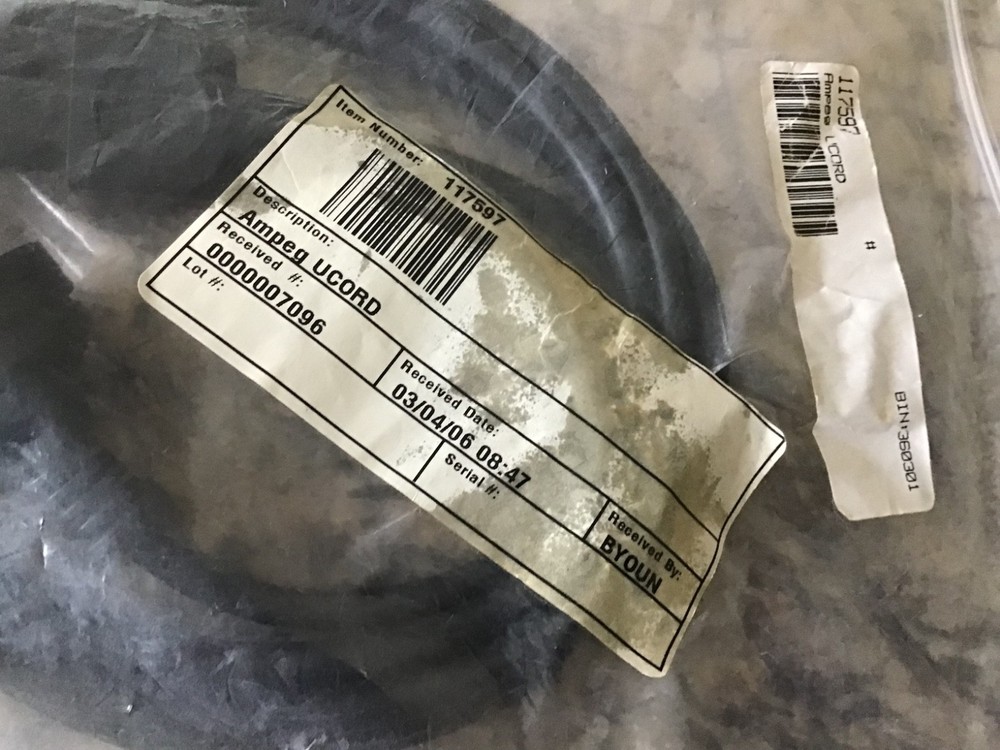 Item Number: 117597
Description:
Ampeg UCORD
Received #:
0000007096
Received Date:
03/04/06 08:47
Received By:
BYOUN
Lot #:
Serial #:
117597
Ampeg UCORD
#
BIN:360301